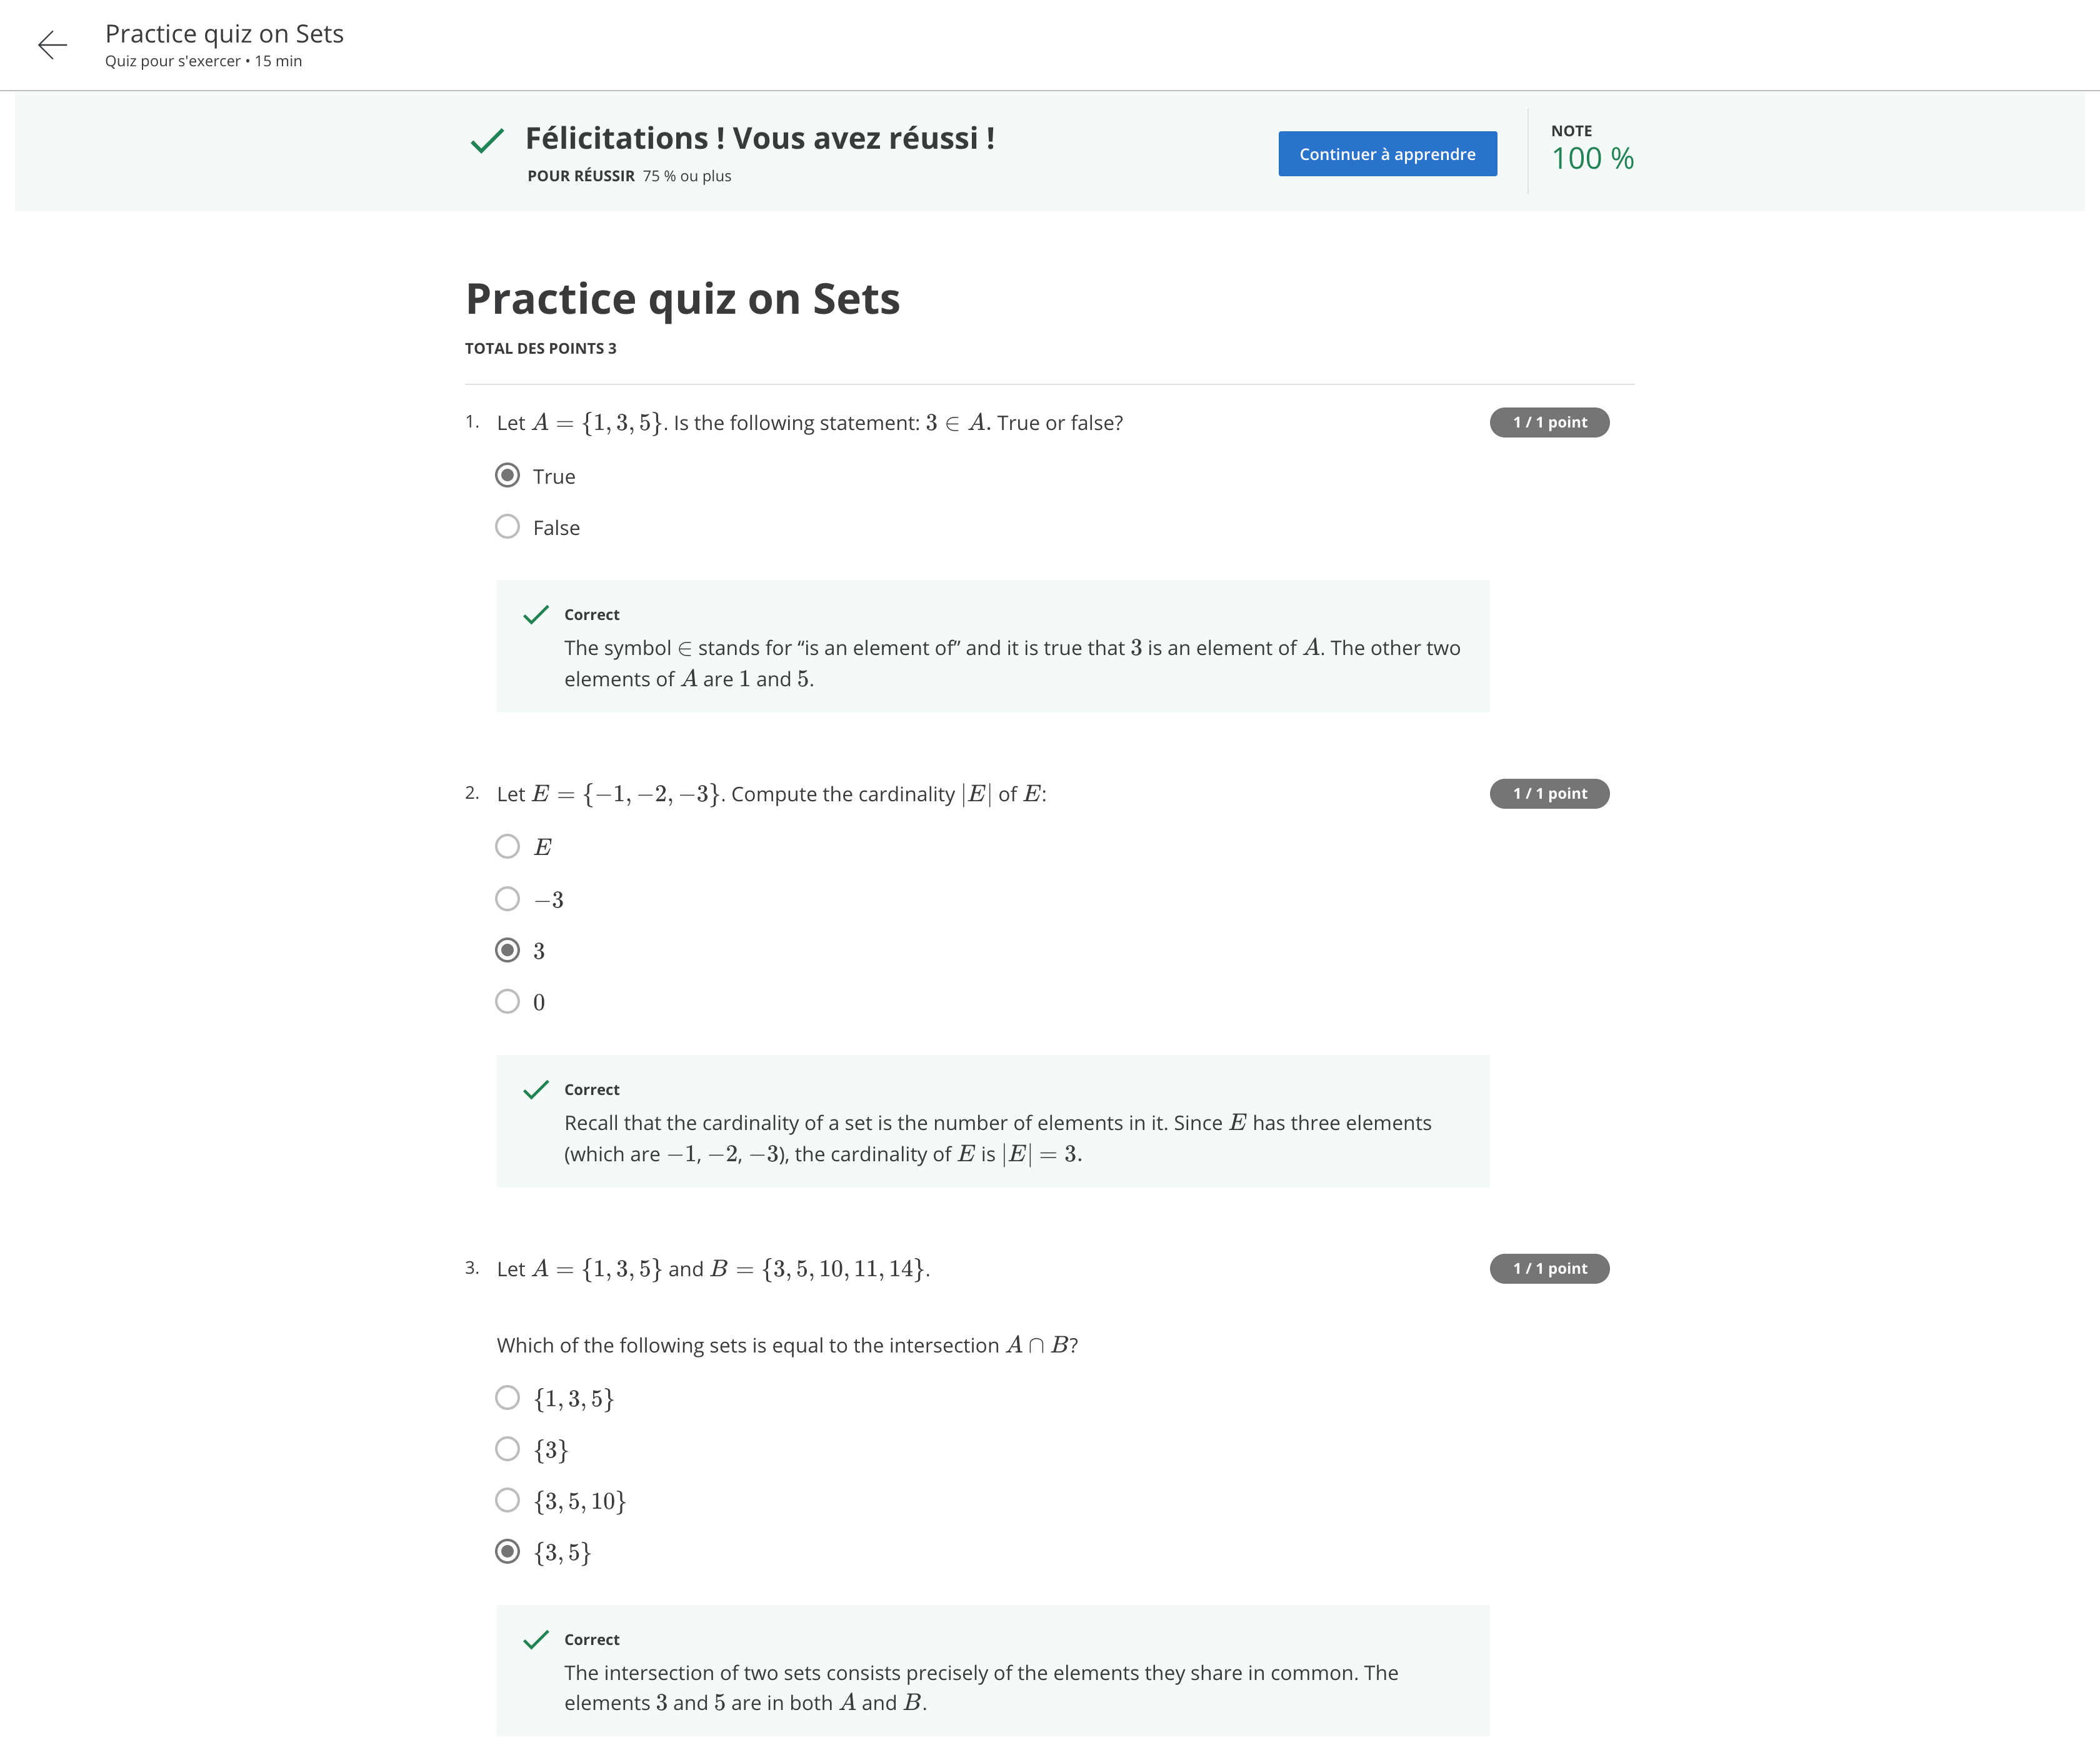 Practice quiz on Sets
Quiz pour s'exercer • 15 min
Félicitations ! Vous avez réussi !
POUR RÉUSSIR 75 % ou plus
Continuer à apprendre
NOTE
100 %
Practice quiz on Sets
TOTAL DES POINTS 3
1. Let A = {1, 3, 5}. Is the following statement: 3 ∈ A. True or false?
1 / 1 point
True
False
Correct
The symbol ∈ stands for “is an element of” and it is true that 3 is an element of A. The other two
elements of A are 1 and 5.
2. Let E = {−1, −2, −3}. Compute the cardinality |E| of E:
1 / 1 point
E
−3
3
0
Correct
Recall that the cardinality of a set is the number of elements in it. Since E has three elements
(which are −1, −2, −3), the cardinality of E is |E| = 3.
3. Let A = {1, 3, 5} and B = {3, 5, 10, 11, 14}.
1 / 1 point
Which of the following sets is equal to the intersection A ∩ B?
{1, 3, 5}
{3}
{3, 5, 10}
{3, 5}
Correct
The intersection of two sets consists precisely of the elements they share in common. The
elements 3 and 5 are in both A and B.